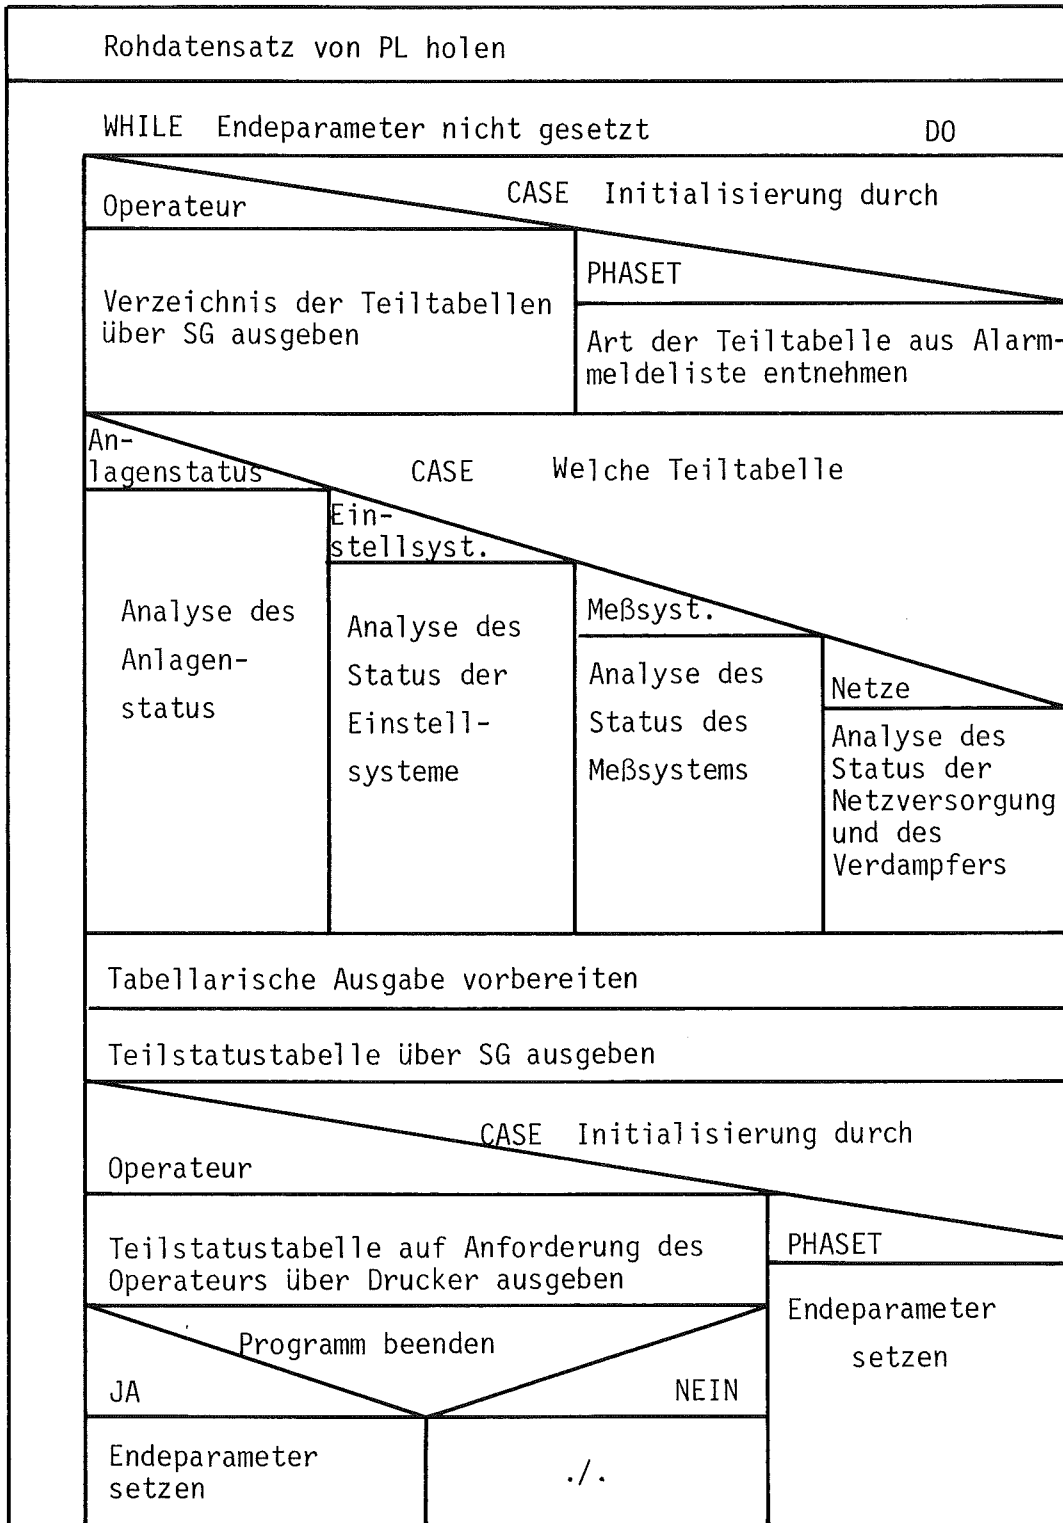 Rohdatensatz von PL holen
WHILE Endeparameter nicht gesetzt DO
CASE Initialisierung durch
Operateur
PHASET
Verzeichnis der Teiltabellen
über SG ausgeben
Art der Teiltabelle aus Alarm-
meldeliste entnehmen
CASE Welche Teiltabelle
An-
lagenstatus
Ein-
stellsyst.
Meßsyst.
Netze
Analyse des
Anlagen-
status
Analyse des
Status der
Einstell-
systeme
Analyse des
Status des
Meßsystems
Analyse des
Status der
Netzversorgung
und des
Verdampfers
Tabellarische Ausgabe vorbereiten
Teilstatustabelle über SG ausgeben
CASE Initialisierung durch
Operateur
PHASET
Teilstatustabelle auf Anforderung des
Operateurs über Drucker ausgeben
Programm beenden
JA
NEIN
Endeparameter
setzen
./.
Endeparameter
setzen